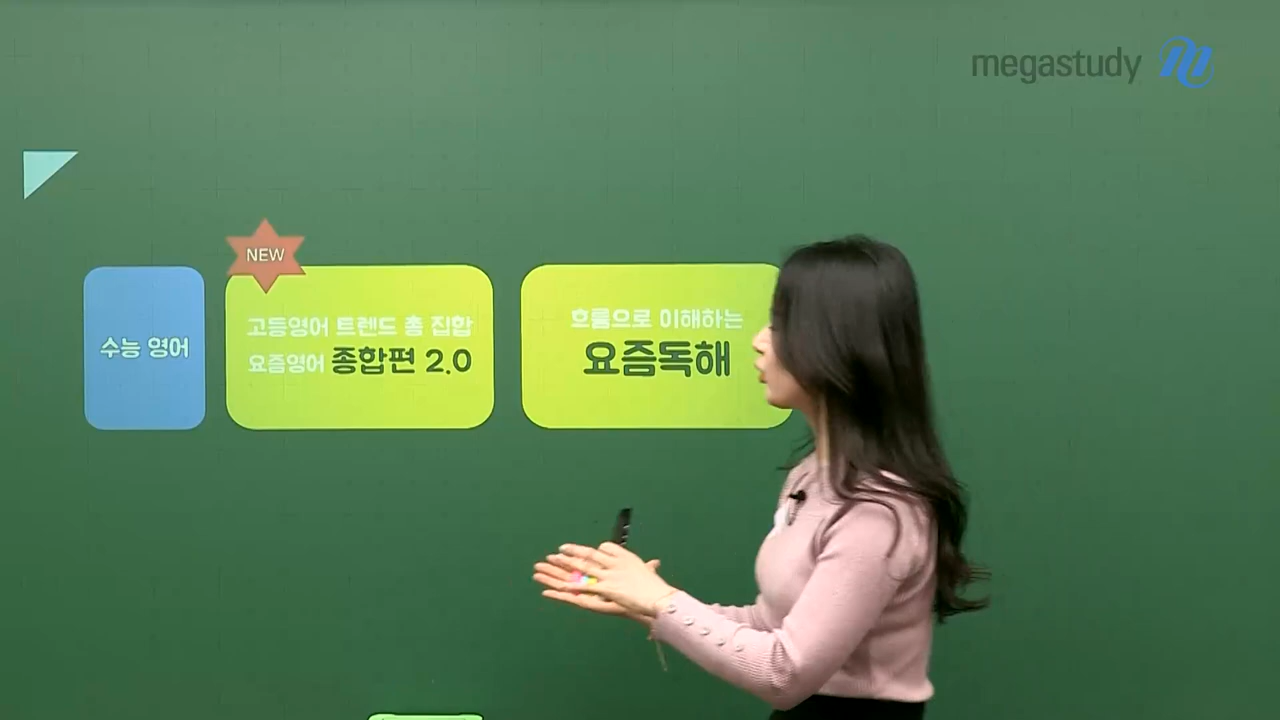 megastudy
NEW
수능 영어
고등영어 트렌드 총 집합
요즘영어 종합편 2.0
흐름으로 이해하는
요즘독해